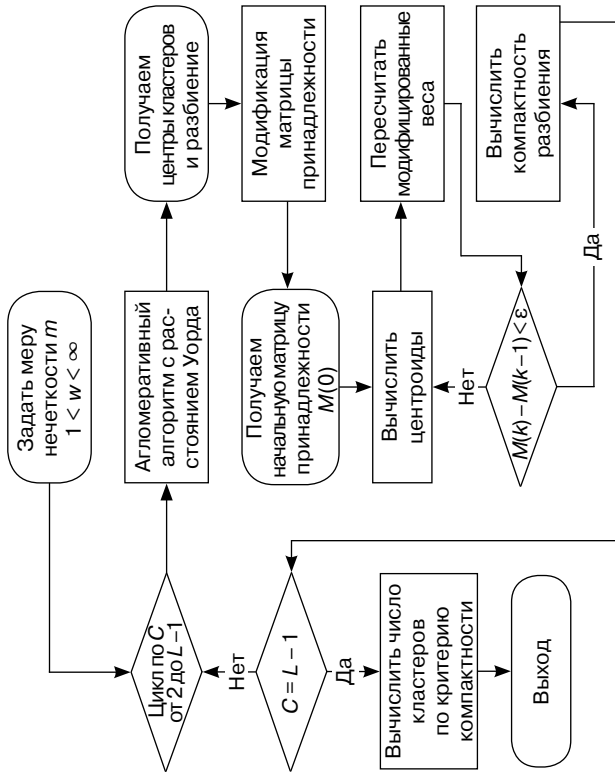 Задать меру
нечеткости m
1 < w < ∞
Цикл по C
от 2 до L – 1
Агломеративный
алгоритм с рас-
стоянием Уорда
Получаем
центры кластеров
и разбиение
Модификация
матрицы
принадлежности
Получаем
начальную матрицу
принадлежности
M(0)
Вычислить
центроиды
Пересчитать
модифицированные
веса
M(k) – M(k – 1) < ε
Нет
Да
Вычислить
компактность
разбиения
C = L – 1
Нет
Да
Вычислить число
кластеров
по критерию
компактности
Выход